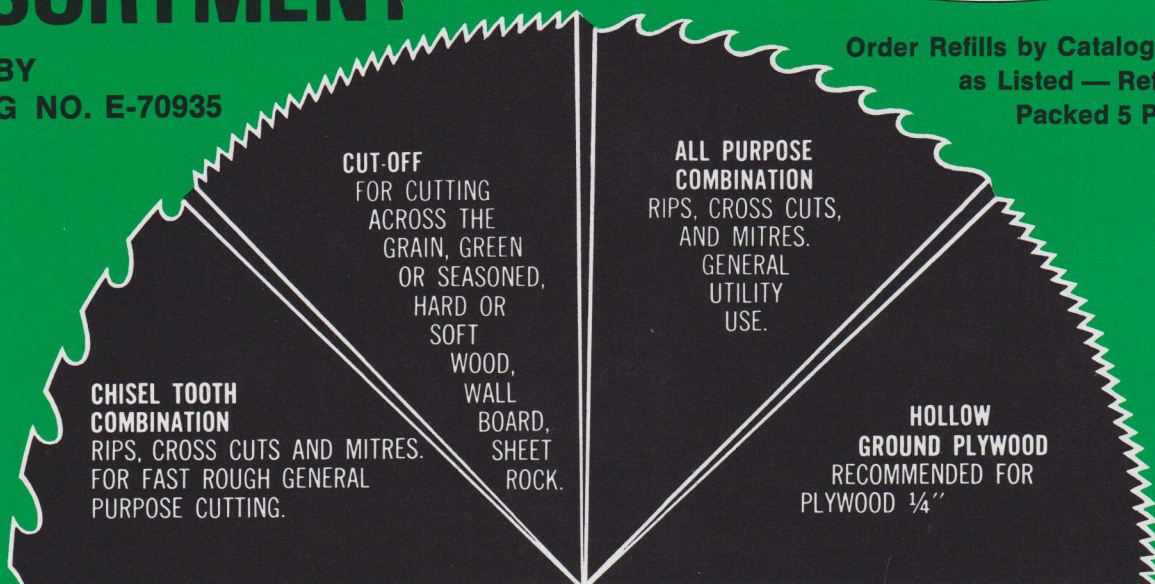 SORTMENT
BY
G NO. E-70935
Order Refills by Catalog
as Listed — Ref
Packed 5 P
CUT-OFF
FOR CUTTING
ACROSS THE
GRAIN, GREEN
OR SEASONED,
HARD OR
SOFT
WOOD,
WALL
BOARD,
SHEET
ROCK.
ALL PURPOSE
COMBINATION
RIPS, CROSS CUTS,
AND MITRES.
GENERAL
UTILITY
USE.
CHISEL TOOTH
COMBINATION
RIPS, CROSS CUTS AND MITRES.
FOR FAST ROUGH GENERAL
PURPOSE CUTTING.
HOLLOW
GROUND PLYWOOD
RECOMMENDED FOR
PLYWOOD ¼″